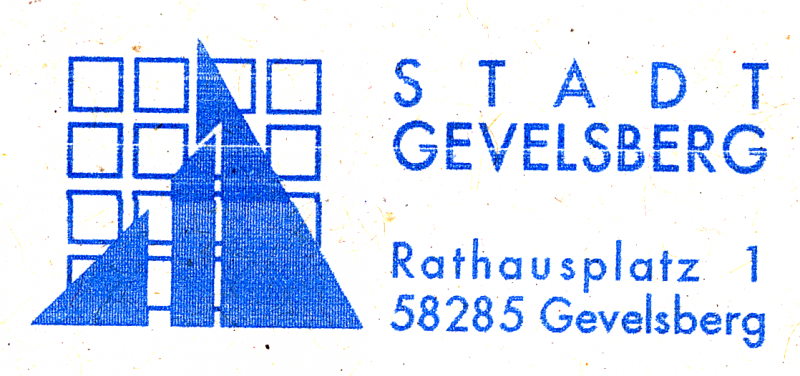 STADT
GEVELSBERG
Rathausplatz 1
58285 Gevelsberg